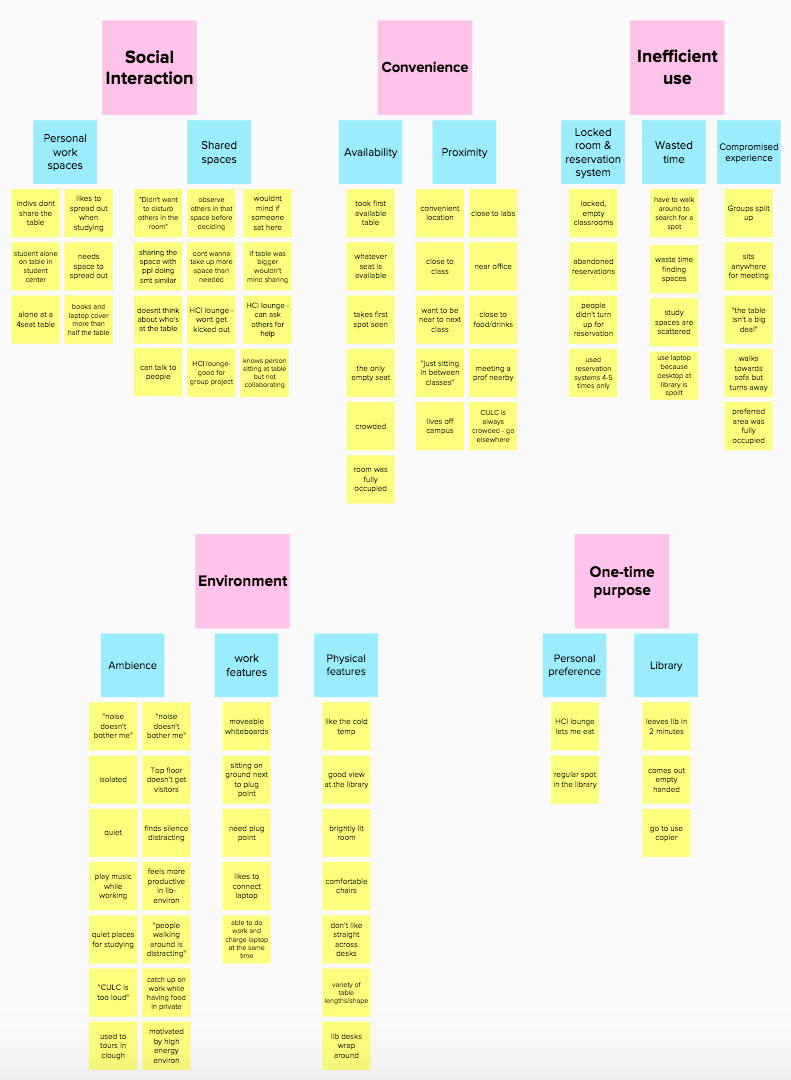 Social
Interaction
Personal
work
spaces
indivs dont
share the
table
likes to
spread out
when
studying
student alone
on table in
student
center
needs
space to
spread out
alone at a
4seat table
books and
laptop cover
more than
half the table
Shared
spaces
"Didn't want
to disturb
others in the
room"
observe
others in that
space before
deciding
wouldnt
mind if
someone
sat here
sharing the
space with
ppl doing
smt similar
dont wanna
take up more
space than
needed
if table was
bigger
wouldn't
mind sharing
doesnt think
about who's
at the table
HCI lounge -
wont get
kicked out
HCI lounge -
can ask
others for
help
can talk to
people
HCI lounge-
good for
group project
knows person
sitting at table
but not
collaborating
Convenience
Availability
took first
available
table
whatever
seat is
available
takes first
spot seen
the only
empty seat
crowded
room was
fully
occupied
Proximity
convenient
location
close to labs
close to
class
near office
want to be
near to next
class
close to
food/drinks
"just sitting
in between
classes"
meeting a
prof nearby
lives off
campus
CULC is
always
crowded - go
elsewhere
Inefficient
use
Locked
room &
reservation
system
locked,
empty
classrooms
abandoned
reservations
people
didn't turn
up for
reservation
used
reservation
systems 4-5
times only
Wasted
time
have to walk
around to
search for a
spot
waste time
finding
spaces
study
spaces are
scattered
use laptop
because
desktop at
library is
spoilt
Compromised
experience
Groups split
up
sits
anywhere
for meeting
"the table
isn't a big
deal"
walks
towards
sofa but
turns away
preferred
area was
fully
occupied
Environment
Ambience
"noise
doesn't
bother me"
"noise
doesn't
bother me"
isolated
Top floor
doesn't get
visitors
quiet
finds silence
distracting
play music
while
working
feels more
productive
in lib-
environ
quiet places
for studying
"people
walking
around is
distracting"
"CULC is
too loud"
catch up on
work while
having food
in private
used to
tours in
clough
motivated
by high
energy
environ
work
features
moveable
whiteboards
sitting on
ground next
to plug
point
need plug
point
likes to
connect
laptop
able to do
work and
charge laptop
at the same
time
Physical
features
like the cold
temp
good view
at the library
brightly lit
room
comfortable
chairs
don't like
straight
across
desks
variety of
table
lengths/shape
lib desks
wrap
around
One-time
purpose
Personal
preference
HCI lounge
lets me eat
regular spot
in the library
Library
leaves lib in
2 minutes
comes out
empty
handed
go to use
copier